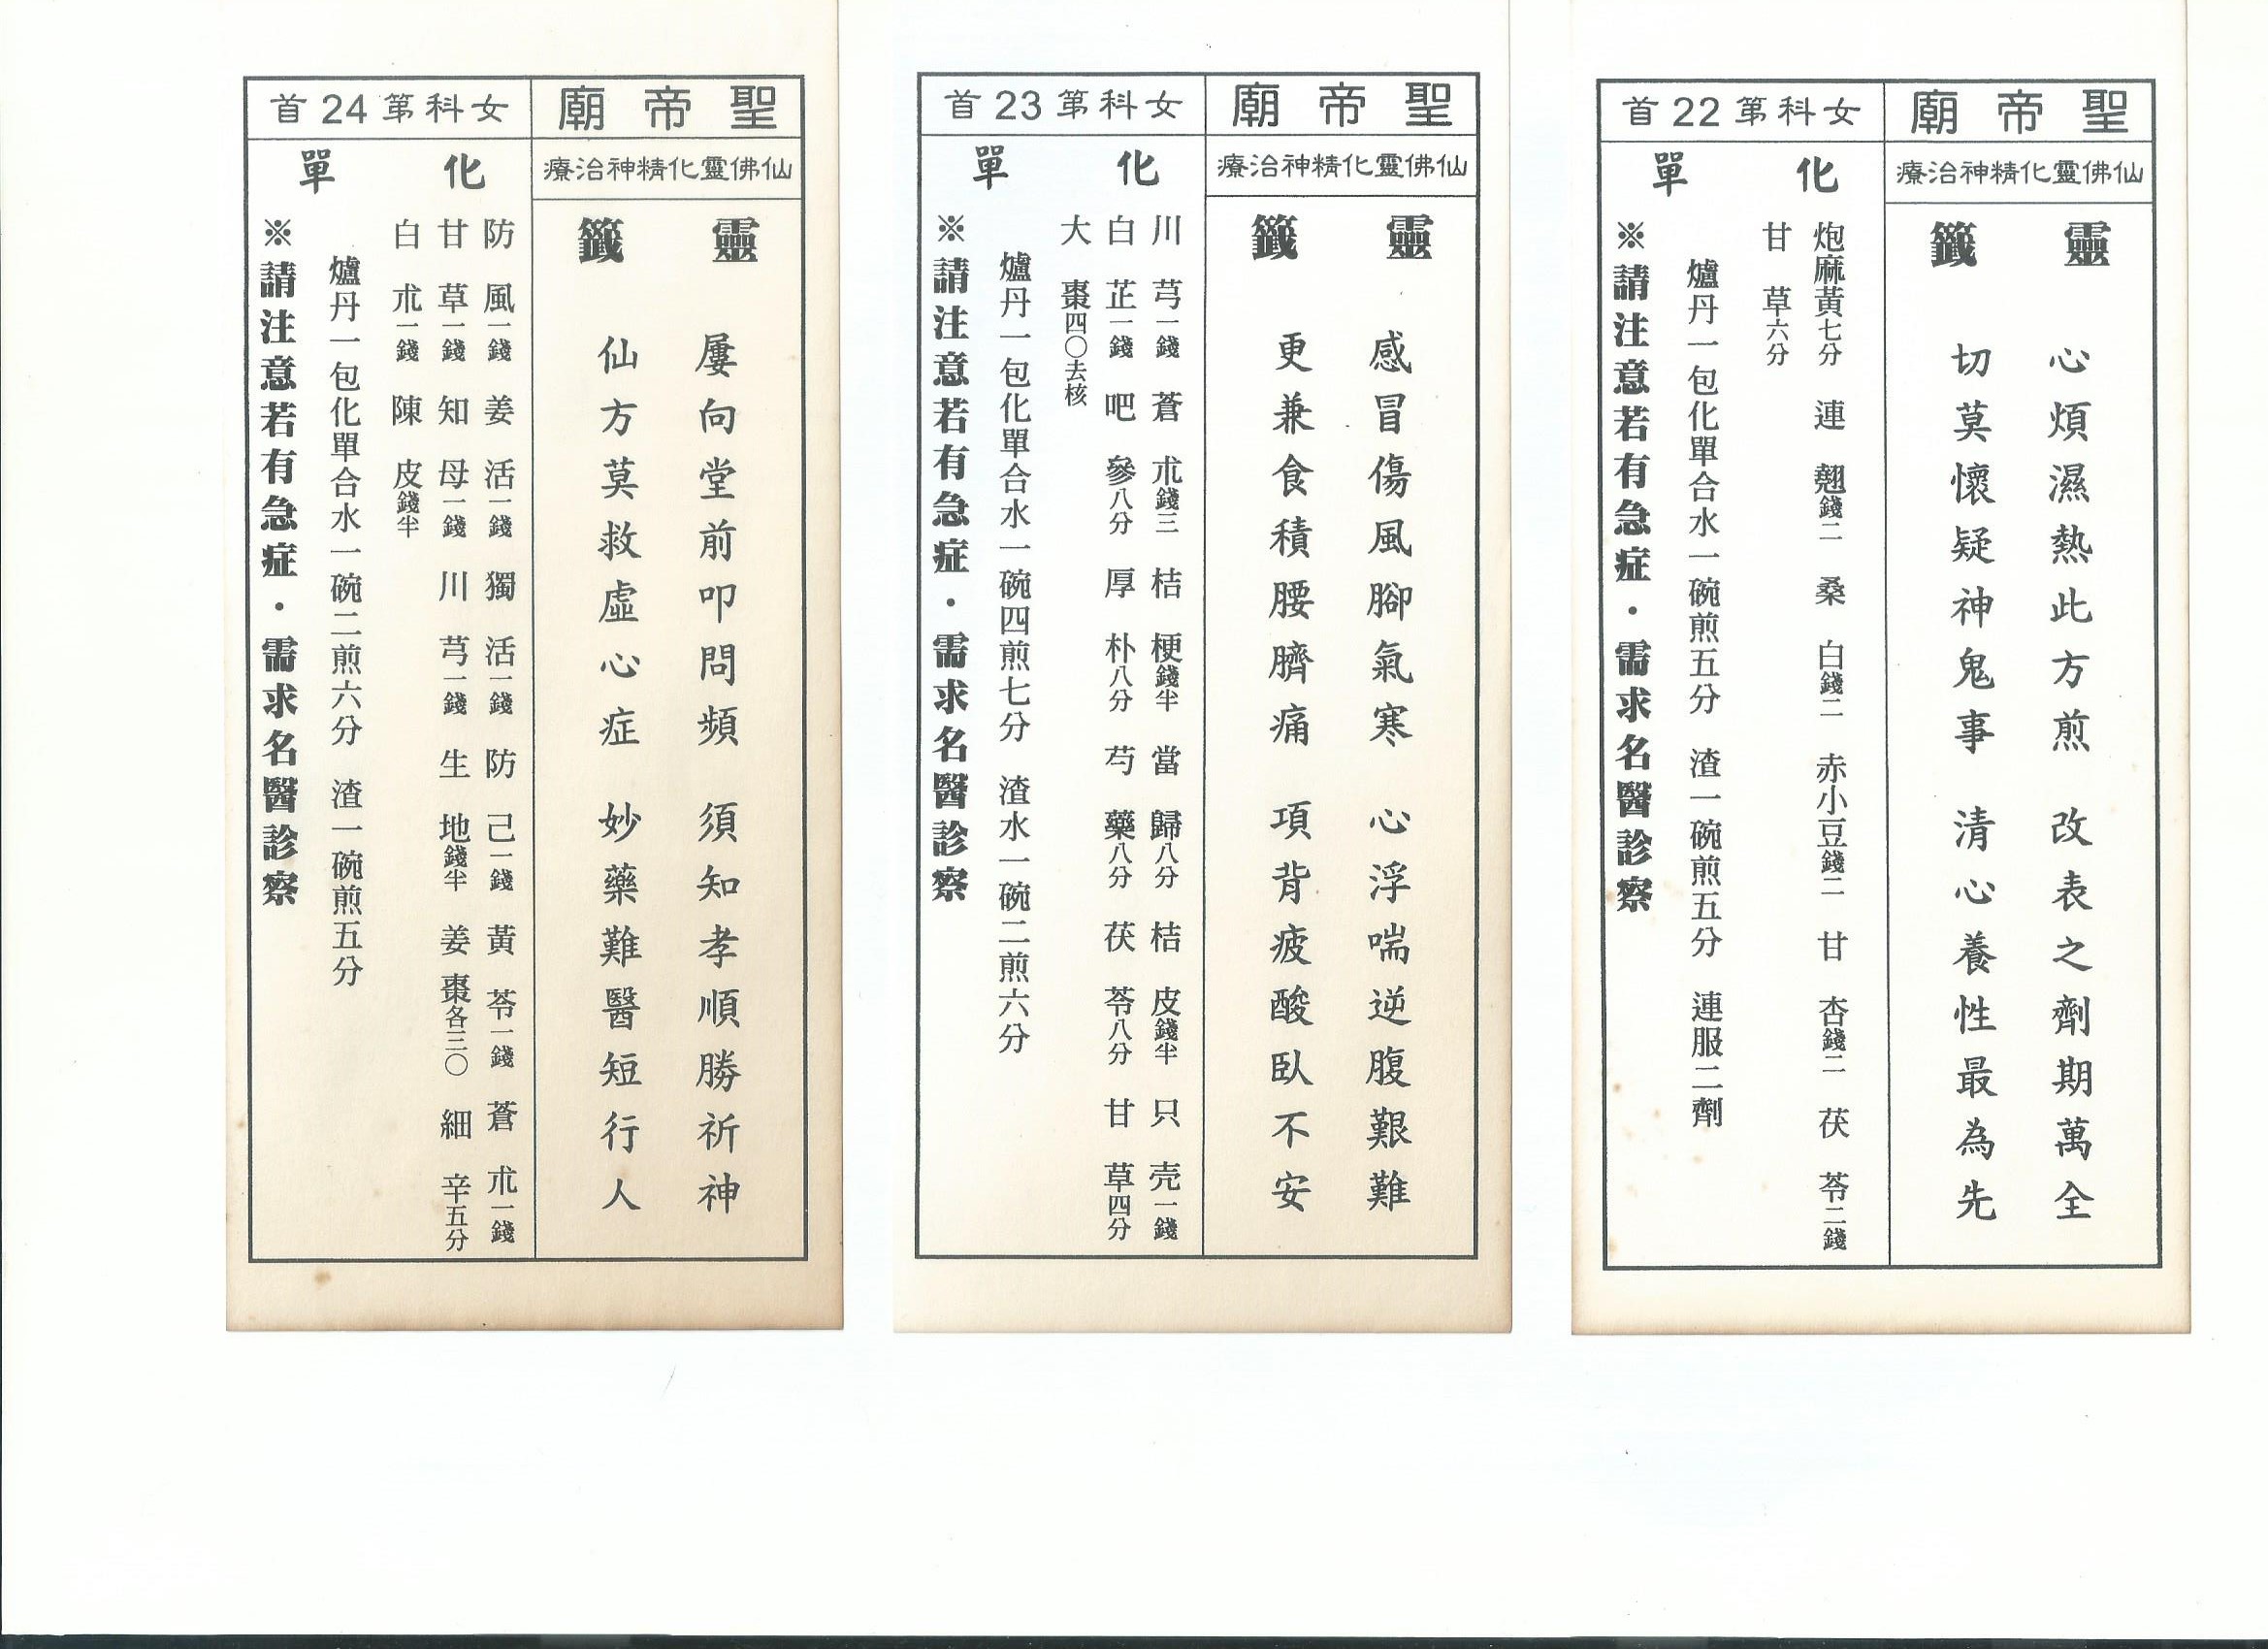 聖帝廟
女科第22首
仙佛靈化精神治療
靈籤
心煩濕熱此方煎　改表之劑期萬全
切莫懷疑神鬼事　清心養性最為先
化單
炮麻黃七分　連翹錢二　桑白錢二　赤小豆錢二　甘杏錢二　茯苓二錢
甘草六分
爐丹一包化單合水一碗煎五分　渣一碗煎五分　連服二劑
※請注意若有急症・需求名醫診察
聖帝廟
女科第23首
仙佛靈化精神治療
靈籤
感冒傷風腳氣寒　心浮喘逆腹艱難
更兼食積腰臍痛　項背疲酸臥不安
化單
川芎一錢　蒼朮錢三　桔梗錢半　當歸八分　桔皮錢半　只壳一錢
白芷一錢　吧參八分　厚朴八分　芍藥八分　茯苓八分　甘草四分
大棗四〇去核
爐丹一包化單合水一碗四煎七分　渣水一碗二煎六分
※請注意若有急症・需求名醫診察
聖帝廟
女科第24首
仙佛靈化精神治療
靈籤
屢向堂前叩問頻　須知孝順勝祈神
仙方莫救虛心症　妙藥難醫短行人
化單
防風一錢　姜活一錢　獨活一錢　防己一錢　黃苓一錢　蒼朮一錢
甘草一錢　知母一錢　川芎一錢　生地錢半　姜棗各三〇　細辛五分
白朮一錢　陳皮錢半
爐丹一包化單合水一碗二煎六分　渣一碗煎五分
※請注意若有急症・需求名醫診察